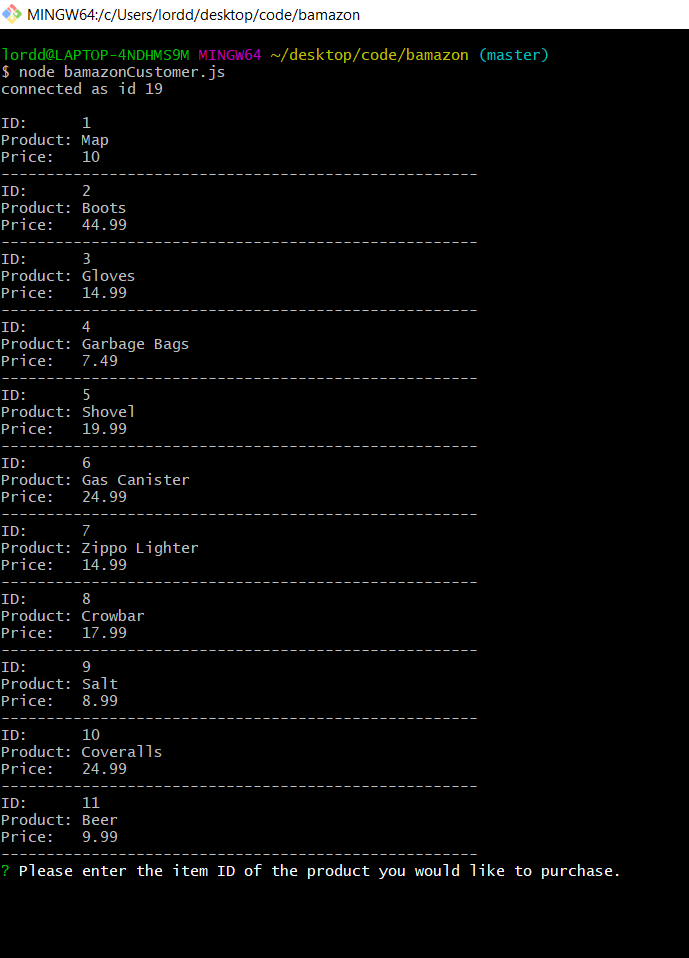 MINGW64:/c/Users/lordd/desktop/code/bamazon
lordd@LAPTOP-4NDHMS9M MINGW64 ~/desktop/code/bamazon (master)
$ node bamazonCustomer.js
connected as id 19
ID:      1
Product: Map
Price:   10
-----------------------------------------------------
ID:      2
Product: Boots
Price:   44.99
-----------------------------------------------------
ID:      3
Product: Gloves
Price:   14.99
-----------------------------------------------------
ID:      4
Product: Garbage Bags
Price:   7.49
-----------------------------------------------------
ID:      5
Product: Shovel
Price:   19.99
-----------------------------------------------------
ID:      6
Product: Gas Canister
Price:   24.99
-----------------------------------------------------
ID:      7
Product: Zippo Lighter
Price:   14.99
-----------------------------------------------------
ID:      8
Product: Crowbar
Price:   17.99
-----------------------------------------------------
ID:      9
Product: Salt
Price:   8.99
-----------------------------------------------------
ID:      10
Product: Coveralls
Price:   24.99
-----------------------------------------------------
ID:      11
Product: Beer
Price:   9.99
-----------------------------------------------------
? Please enter the item ID of the product you would like to purchase.